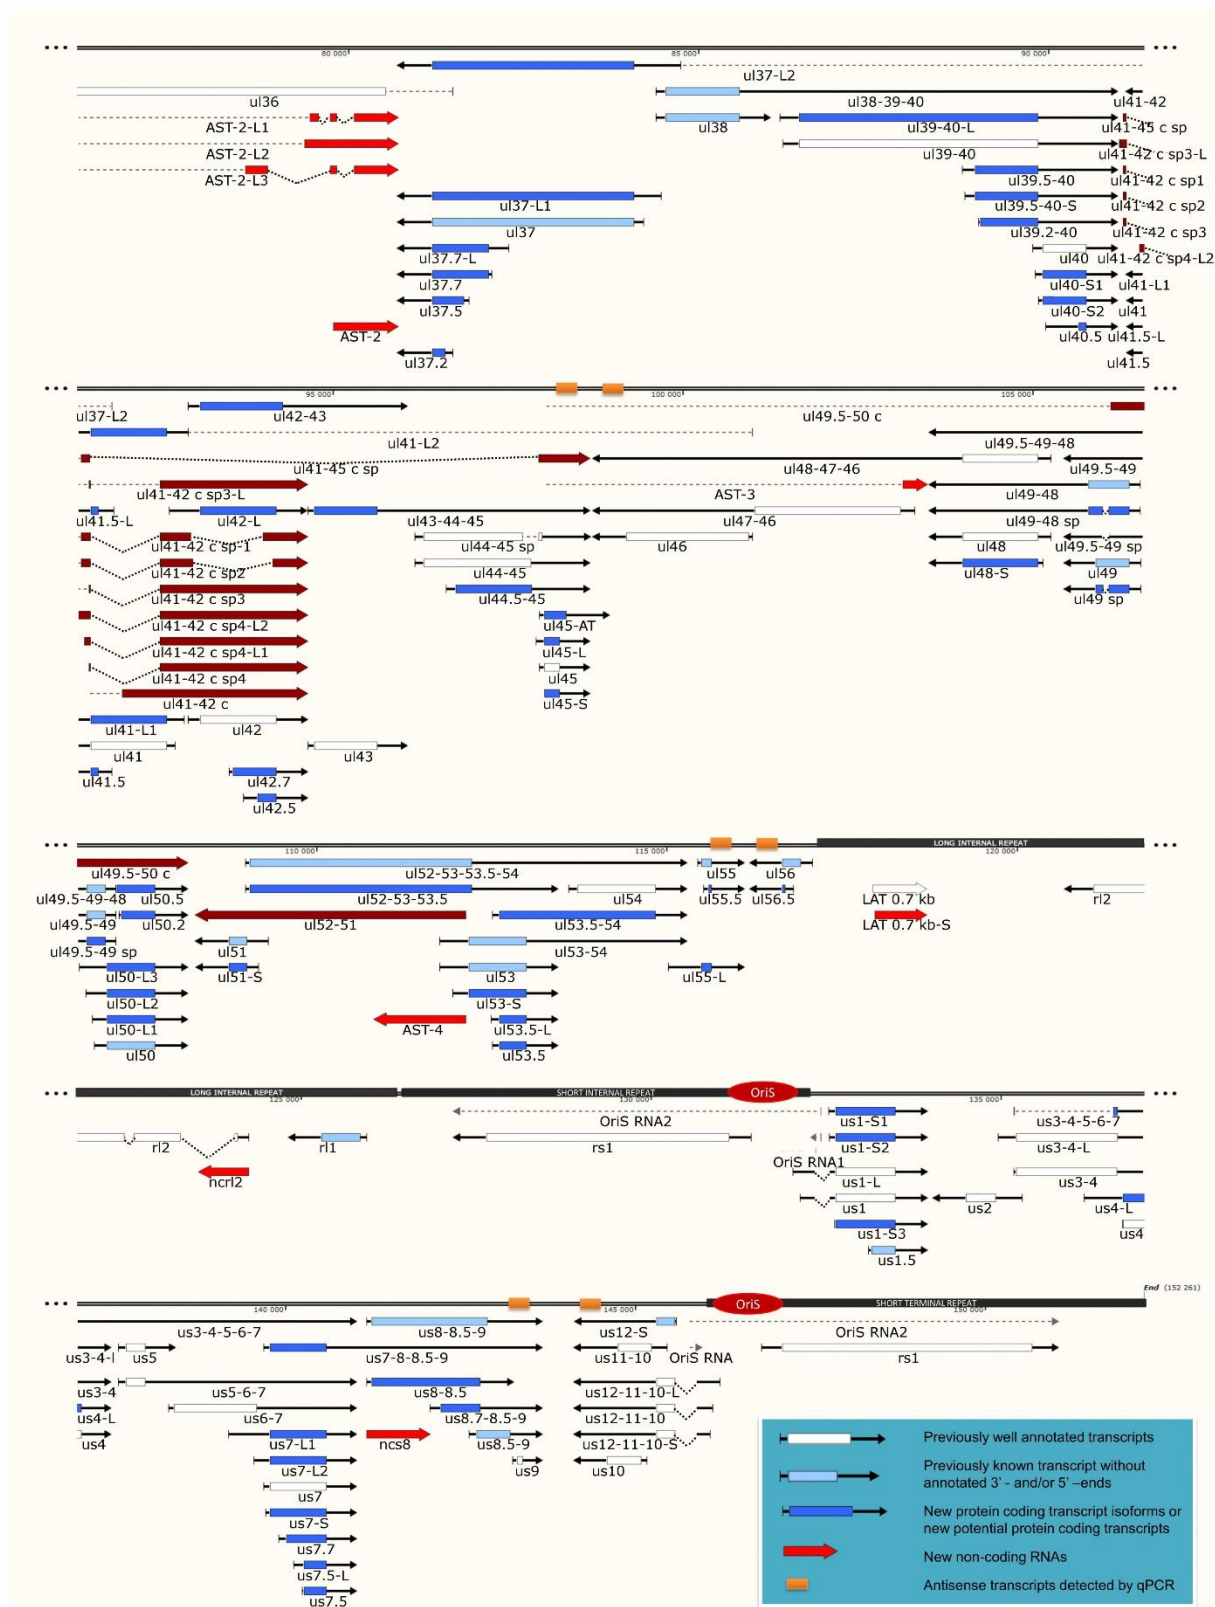 80 000 85 000 90 000
ul37-L2
ul36 ul38-39-40 ul41-42
AST-2-L1 ul38 ul39-40-L ul41-45 c sp
AST-2-L2 ul39-40 ul41-42 c sp3-L
AST-2-L3 ul39.5-40 ul41-42 c sp1
ul37-L1 ul39.5-40-S ul41-42 c sp2
ul37 ul39.2-40 ul41-42 c sp3
ul37.7-L ul40 ul41-42 c sp4-L2
ul37.7 ul40-S1 ul41-L1
ul37.5 ul40-S2 ul41
AST-2 ul40.5 ul41.5-L
ul37.2 ul41.5
95 000 100 000 105 000
ul37-L2 ul42-43 ul49.5-50 c
ul41-L2 ul49.5-49-48
ul41-45 c sp ul48-47-46 ul49.5-49
ul41-42 c sp3-L AST-3 ul49-48
ul41.5-L ul42-L ul43-44-45 ul47-46 ul49-48 sp
ul41-42 c sp-1 ul44-45 sp ul46 ul48 ul49.5-49 sp
ul41-42 c sp2 ul44-45 ul48-S ul49
ul41-42 c sp3 ul44.5-45 ul49 sp
ul41-42 c sp4-L2 ul45-AT
ul41-42 c sp4-L1 ul45-L
ul41-42 c sp4 ul45
ul41-42 c ul45-S
ul41-L1 ul42
ul41 ul43
ul41.5 ul42.7
ul42.5
110 000 115 000 LONG INTERNAL REPEAT 120 000
ul49.5-50 c ul52-53-53.5-54 ul55 ul56
ul49.5-49-48 ul50.5 ul52-53-53.5 ul54 ul55.5 ul56.5 LAT 0.7 kb rl2
ul49.5-49 ul50.2 ul52-51 ul53.5-54 LAT 0.7 kb-S
ul49.5-49 sp ul51 ul53-54
ul50-L3 ul51-S ul53 ul55-L
ul50-L2 ul53-S
ul50-L1 AST-4 ul53.5-L
ul50 ul53.5
LONG INTERNAL REPEAT 125 000 SHORT INTERNAL REPEAT 130 000 OriS 135 000
OriS RNA2 us1-S1 us3-4-5-6-7
rl2 rl1 rs1 us1-S2 us3-4-L
OriS RNA1
ncrl2 us1-L us3-4
us1 us2 us4-L
us1-S3 us4
us1.5
End (152 261)
140 000 145 000 OriS SHORT TERMINAL REPEAT 150 000
us3-4-5-6-7 us8-8.5-9 us12-S OriS RNA2
us3-4-l us5 us7-8-8.5-9 us11-10 OriS RNA rs1
us3-4 us5-6-7 us8-8.5 us12-11-10-L
us4-L us6-7 us8.7-8.5-9 us12-11-10
us4 us7-L1 ncs8 us8.5-9 us12-11-10-S
us7-L2 us9 us10
us7
us7-S
us7.7
us7.5-L
us7.5
Previously well annotated transcripts
Previously known transcript without
annotated 3' - and/or 5' –ends
New protein coding transcript isoforms or
new potential protein coding transcripts
New non-coding RNAs
Antisense transcripts detected by qPCR